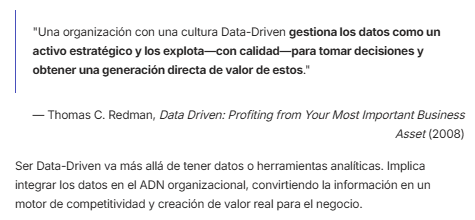 "Una organización con una cultura Data-Driven gestiona los datos como un
activo estratégico y los explota—con calidad—para tomar decisiones y
obtener una generación directa de valor de estos."
— Thomas C. Redman, Data Driven: Profiting from Your Most Important Business
Asset (2008)
Ser Data-Driven va más allá de tener datos o herramientas analíticas. Implica
integrar los datos en el ADN organizacional, convirtiendo la información en un
motor de competitividad y creación de valor real para el negocio.